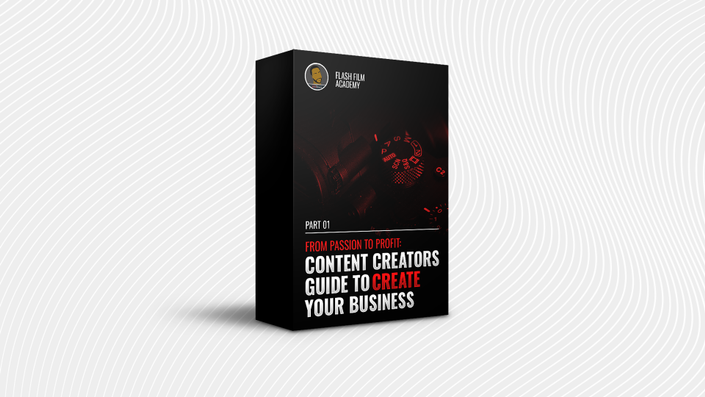 FLASH FILM
ACADEMY
PART 01
FROM PASSION TO PROFIT:
CONTENT CREATORS
GUIDE TO CREATE
YOUR BUSINESS